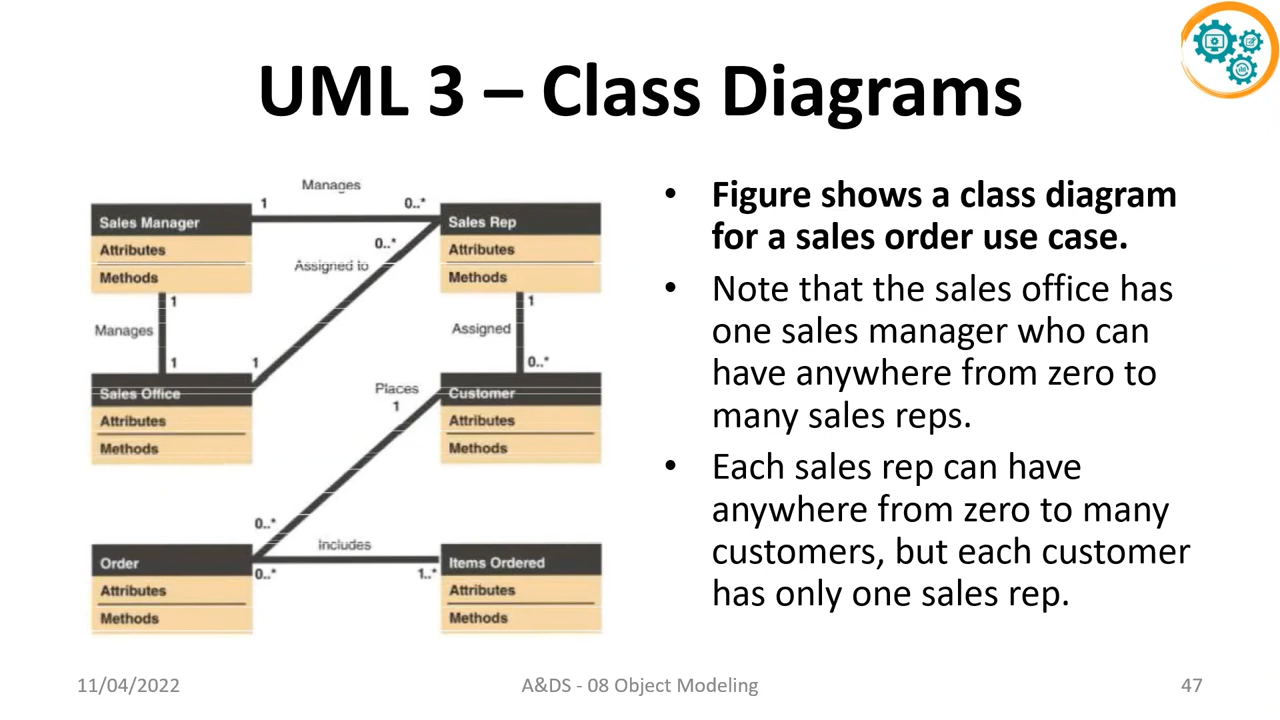 UML 3 – Class Diagrams
Manages
1
0..*
Sales Manager
Attributes
Methods
Sales Rep
Attributes
Methods
0..*
Assigned to
1
1
Manages
1
1
Assigned
0..*
Sales Office
Attributes
Methods
Places
1
Customer
Attributes
Methods
0..*
Includes
Order
Attributes
Methods
0..*
1..*
Items Ordered
Attributes
Methods
• Figure shows a class diagram
for a sales order use case.
• Note that the sales office has
one sales manager who can
have anywhere from zero to
many sales reps.
• Each sales rep can have
anywhere from zero to many
customers, but each customer
has only one sales rep.
11/04/2022
A&DS - 08 Object Modeling
47